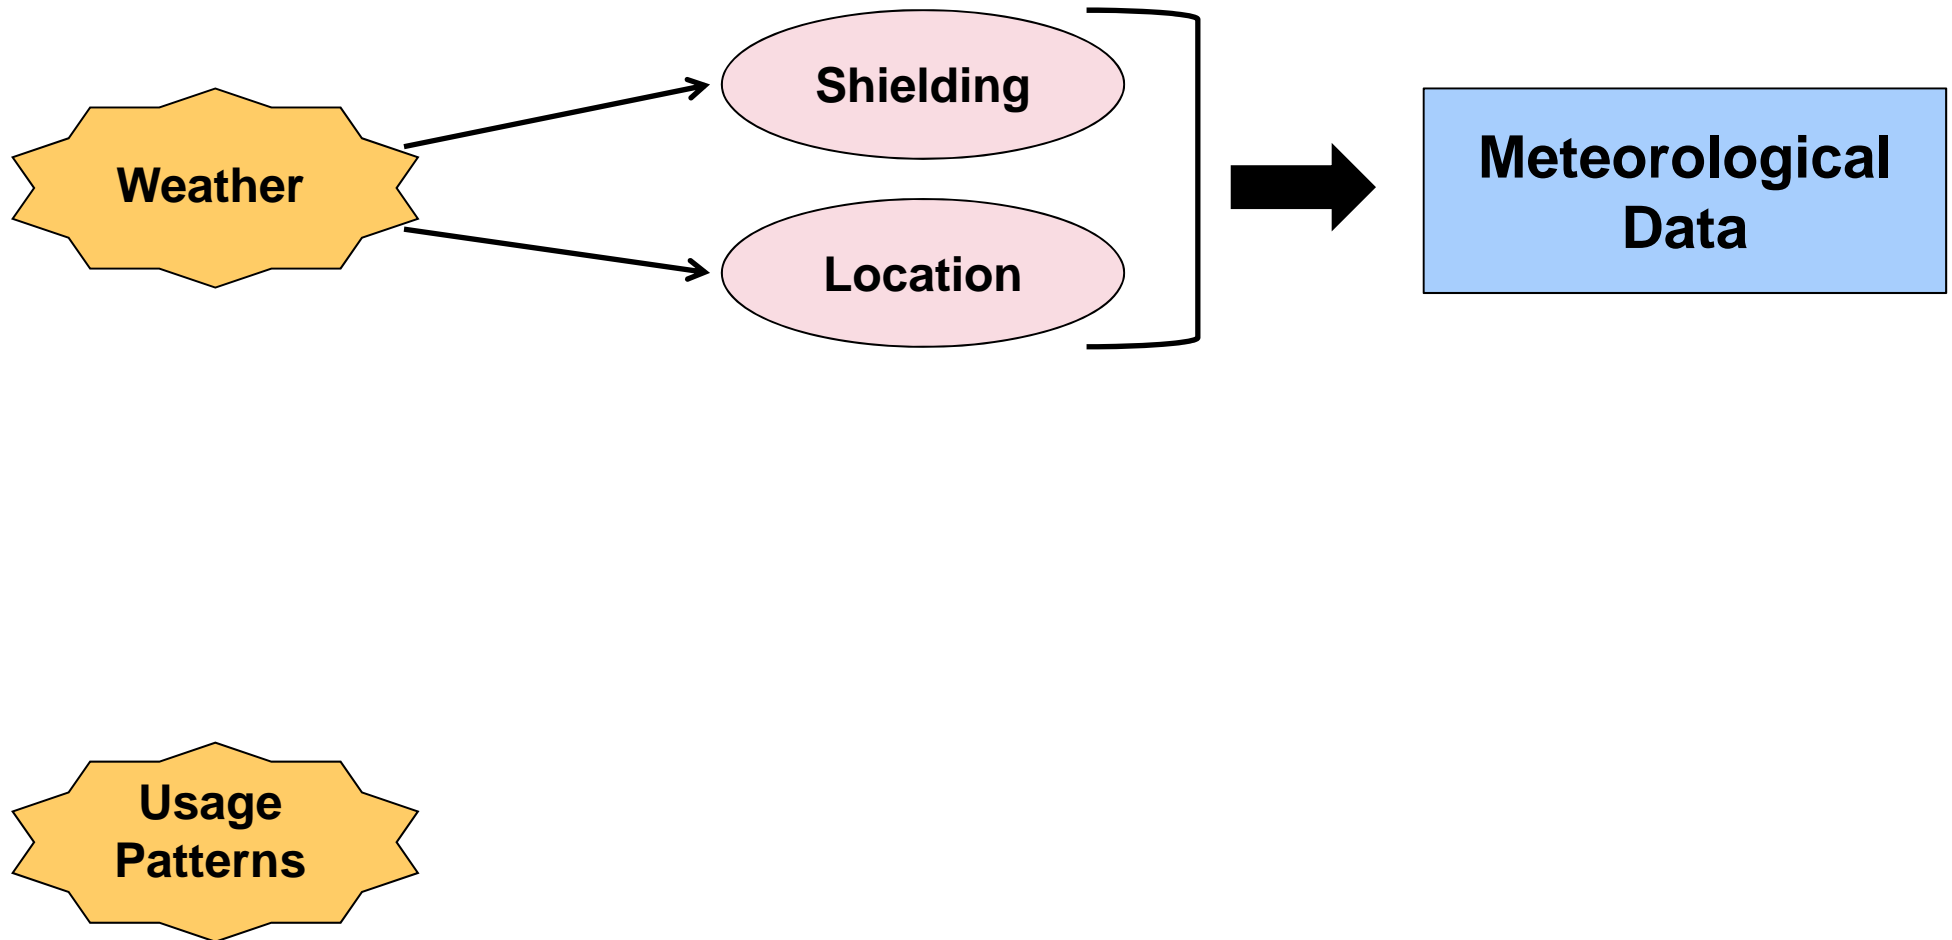 Shielding
Weather
Location
Meteorological
Data
Usage
Patterns